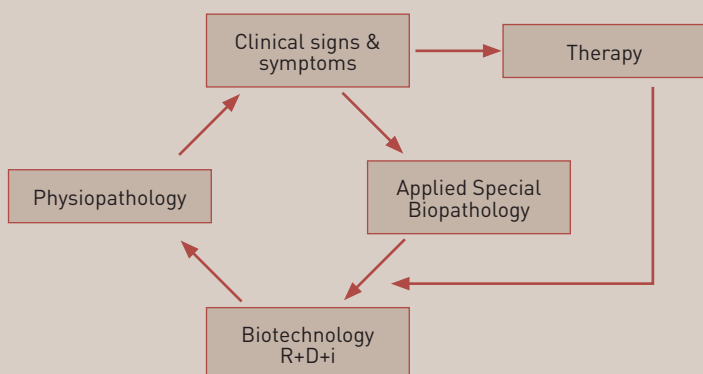 Clinical signs &
symptoms
Therapy
Physiopathology
Applied Special
Biopathology
Biotechnology
R+D+i